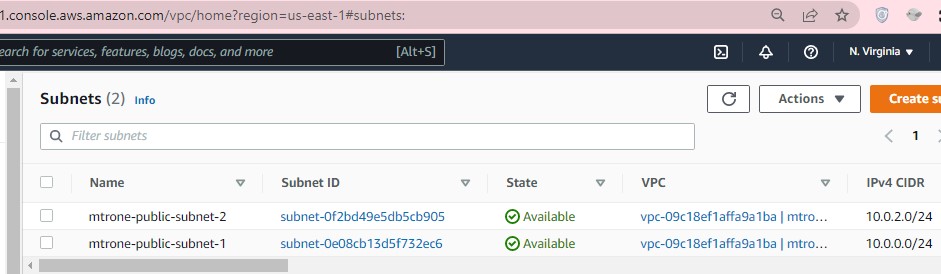 1.console.aws.amazon.com/vpc/home?region=us-east-1#subnets:
earch for services, features, blogs, docs, and more [Alt+S] N. Virginia
Subnets (2) Info Actions Create su
Filter subnets 1
Name Subnet ID State VPC IPv4 CIDR
mtrone-public-subnet-2 subnet-0f2bd49e5db5cb905 Available vpc-09c18ef1affa9a1ba | mtro… 10.0.2.0/24
mtrone-public-subnet-1 subnet-0e08cb13d5f732ec6 Available vpc-09c18ef1affa9a1ba | mtro… 10.0.0.0/24